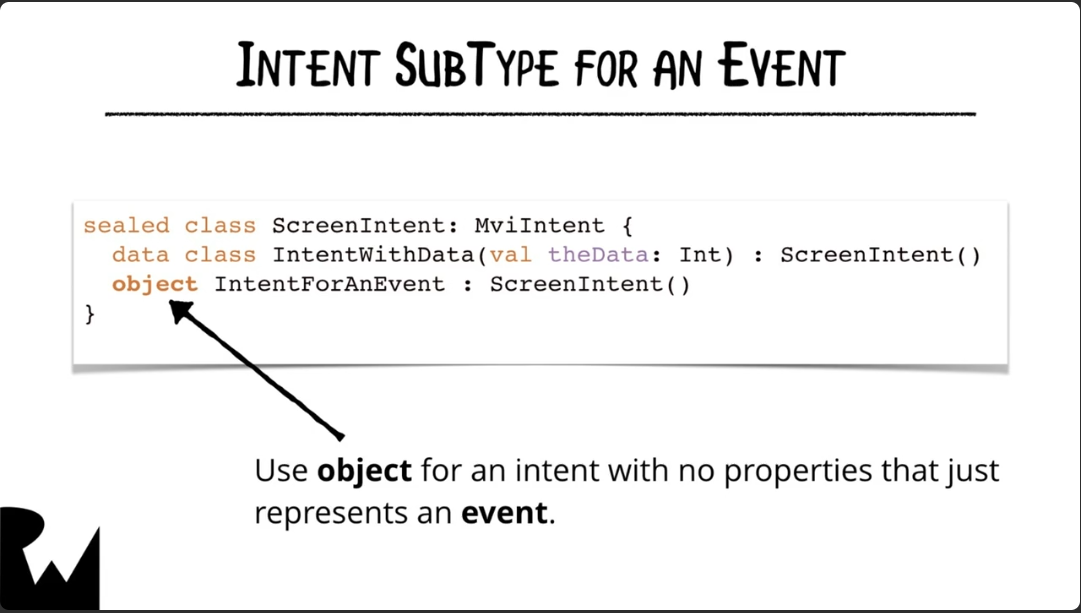 INTENT SUBTYPE FOR AN EVENT
sealed class ScreenIntent: MviIntent {
  data class IntentWithData(val theData: Int) : ScreenIntent()
  object IntentForAnEvent : ScreenIntent()
}
Use object for an intent with no properties that just
represents an event.
RW